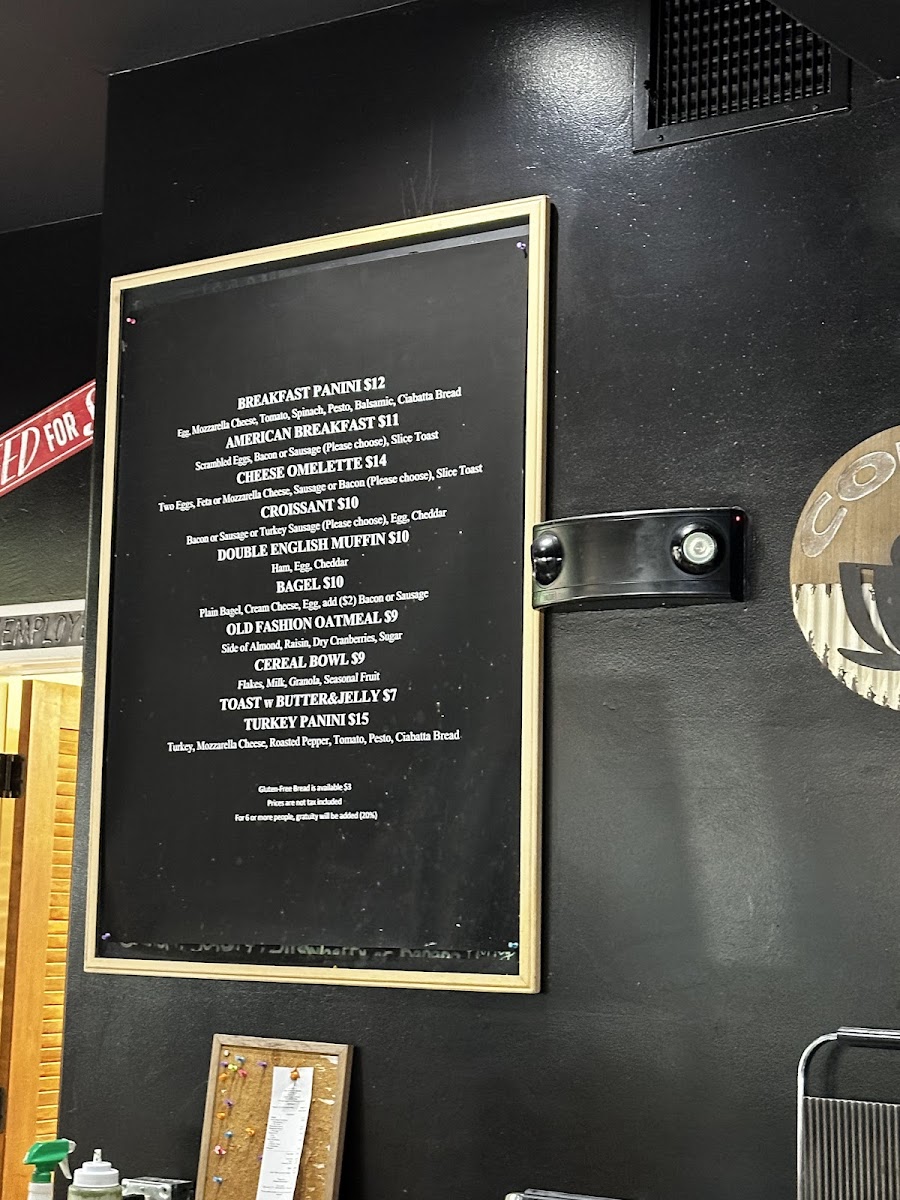 BREAKFAST PANINI $12
Egg, Mozzarella Cheese, Tomato, Spinach, Pesto, Balsamic, Ciabatta Bread
AMERICAN BREAKFAST $11
Scrambled Eggs, Bacon or Sausage (Please choose), Slice Toast
CHEESE OMELETTE $14
Two Eggs, Feta or Mozzarella Cheese, Sausage or Bacon (Please choose), Slice Toast
CROISSANT $10
Bacon or Sausage or Turkey Sausage (Please choose), Egg, Cheddar
DOUBLE ENGLISH MUFFIN $10
Ham, Egg, Cheddar
BAGEL $10
Plain Bagel, Cream Cheese, Egg, add ($2) Bacon or Sausage
OLD FASHION OATMEAL $9
Side of Almond, Raisin, Dry Cranberries, Sugar
CEREAL BOWL $9
Flakes, Milk, Granola, Seasonal Fruit
TOAST w BUTTER&JELLY $7
TURKEY PANINI $15
Turkey, Mozzarella Cheese, Roasted Pepper, Tomato, Pesto, Ciabatta Bread
Gluten-Free Bread is available $3
Prices are not tax included
For 6 or more people, gratuity will be added (20%)
ED FOR
EMPLOYE
CO